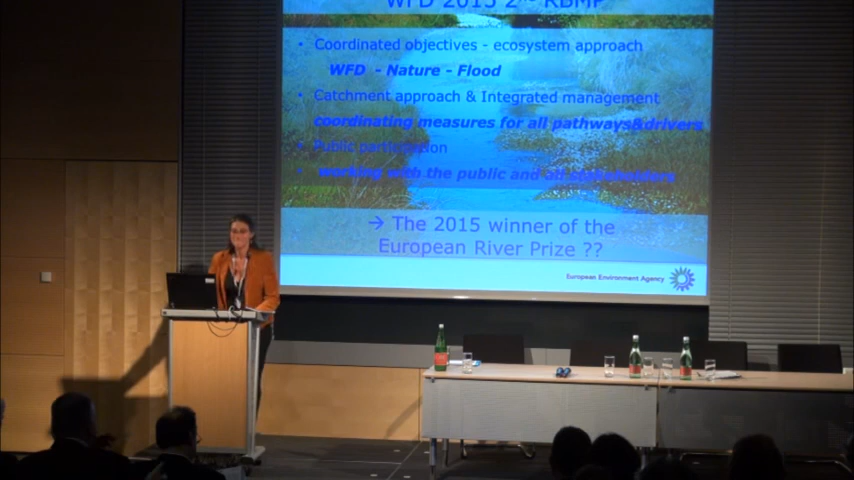 WFD 2015 2nd RBMP
• Coordinated objectives - ecosystem approach
WFD - Nature - Flood
• Catchment approach & Integrated management
coordinating measures for all pathways&drivers
• Public participation
• working with the public and all stakeholders
→ The 2015 winner of the
European River Prize ??
European Environment Agency